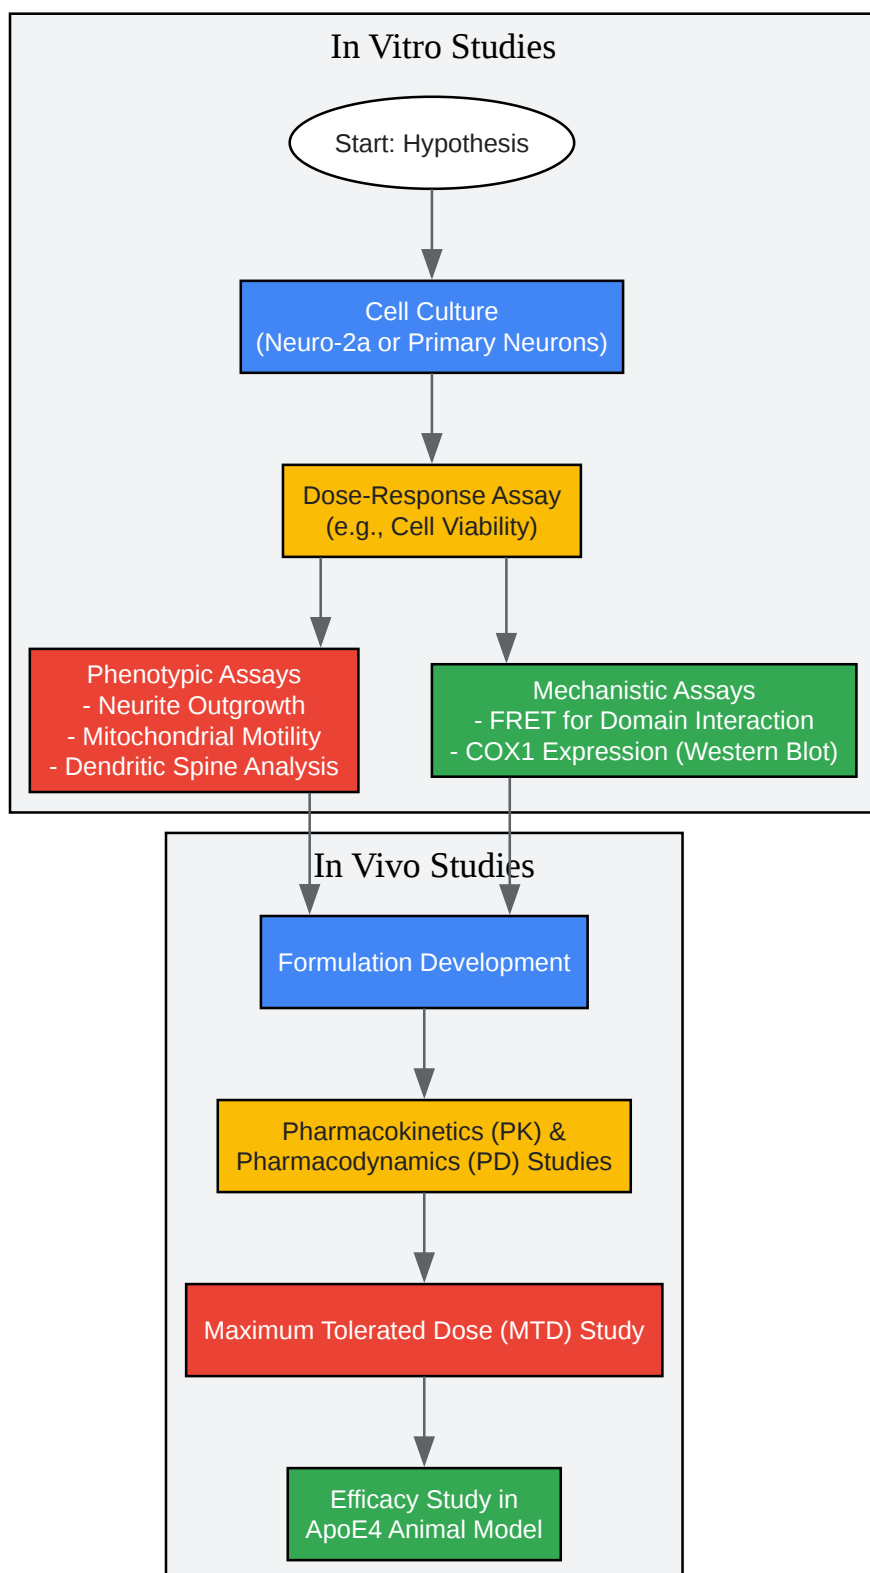 In Vitro Studies
Start: Hypothesis
Cell Culture
(Neuro-2a or Primary Neurons)
Dose-Response Assay
(e.g., Cell Viability)
Phenotypic Assays
- Neurite Outgrowth
- Mitochondrial Motility
- Dendritic Spine Analysis
Mechanistic Assays
- FRET for Domain Interaction
- COX1 Expression (Western Blot)
In Vivo Studies
Formulation Development
Pharmacokinetics (PK) &
Pharmacodynamics (PD) Studies
Maximum Tolerated Dose (MTD) Study
Efficacy Study in
ApoE4 Animal Model